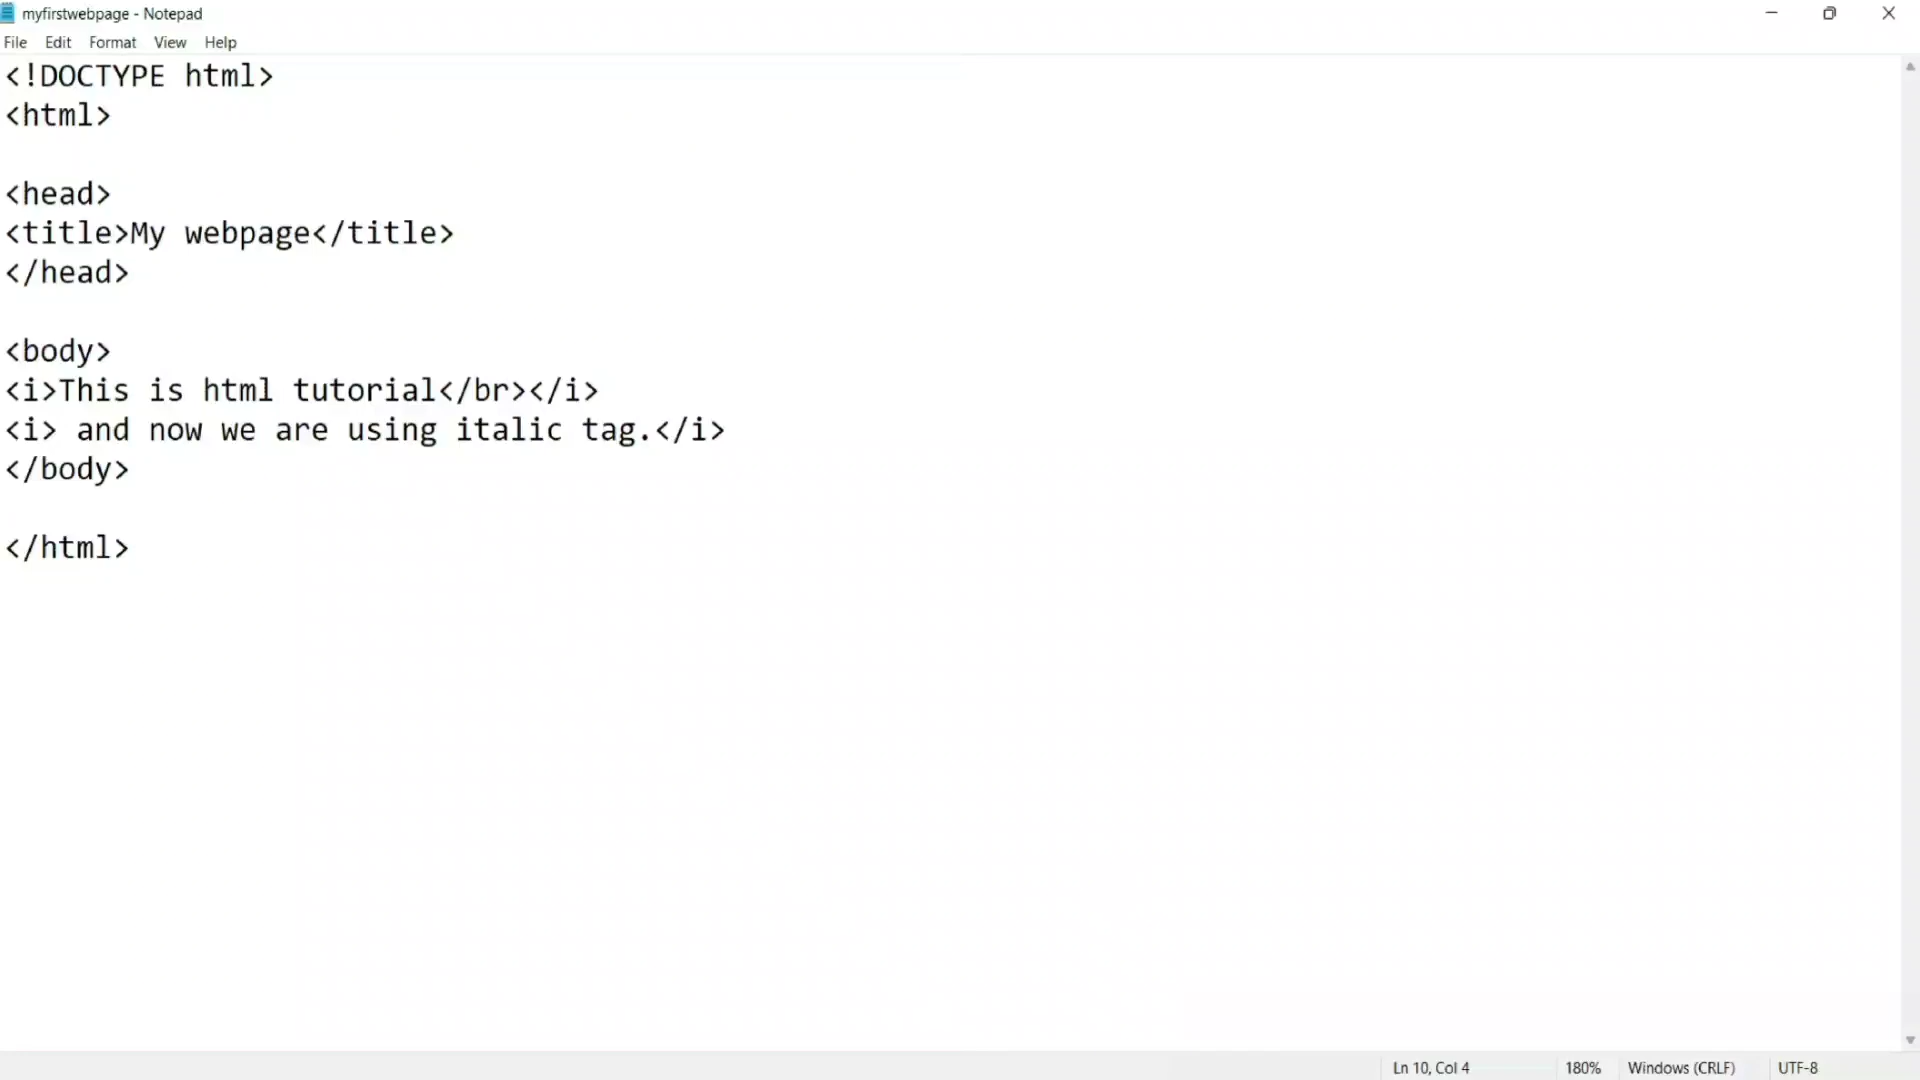 myfirstwebpage - Notepad
File Edit Format View Help
<!DOCTYPE html>
<html>
<head>
<title>My webpage</title>
</head>
<body>
<i>This is html tutorial</br></i>
<i> and now we are using italic tag.</i>
</body>
</html>
Ln 10, Col 4 180% Windows (CRLF) UTF-8